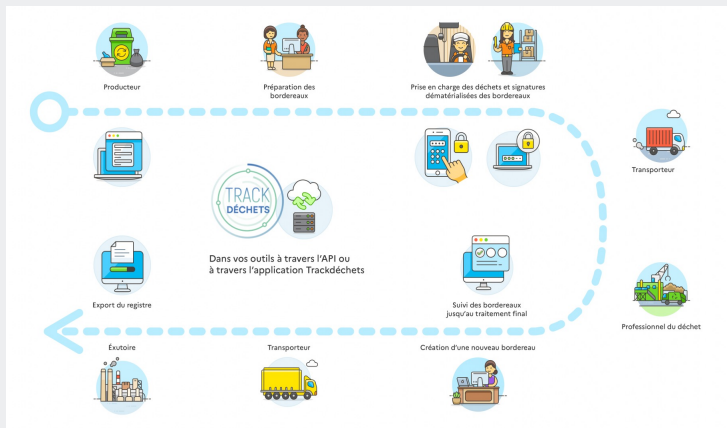 Producteur
Préparation des
bordereaux
Prise en charge des déchets et signatures
dématérialisées des bordereaux
Transporteur
TRACK
DÉCHETS
Dans vos outils à travers l'API ou
à travers l'application Trackdéchets
Export du registre
Suivi des bordereaux
jusqu'au traitement final
Professionnel du déchet
Éxutoire
Transporteur
Création d'une nouveau bordereau